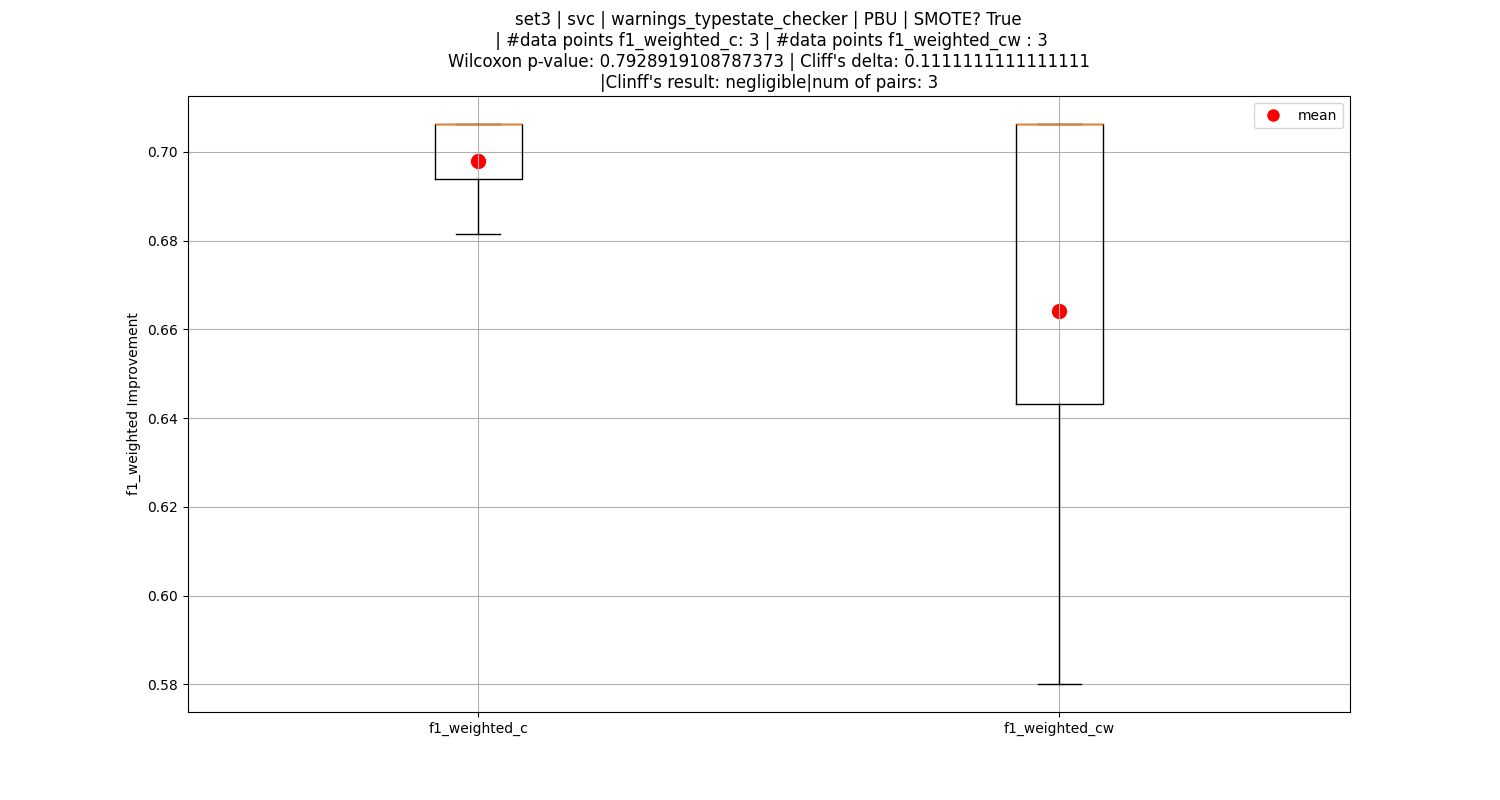 set3 | svc | warnings_typestate_checker | PBU | SMOTE? True
| #data points f1_weighted_c: 3 | #data points f1_weighted_cw : 3
Wilcoxon p-value: 0.7928919108787373 | Cliff's delta: 0.1111111111111111
|Clinff's result: negligible|num of pairs: 3
mean
0.70
0.68
0.66
0.64
0.62
0.60
0.58
f1_weighted Improvement
f1_weighted_c
f1_weighted_cw